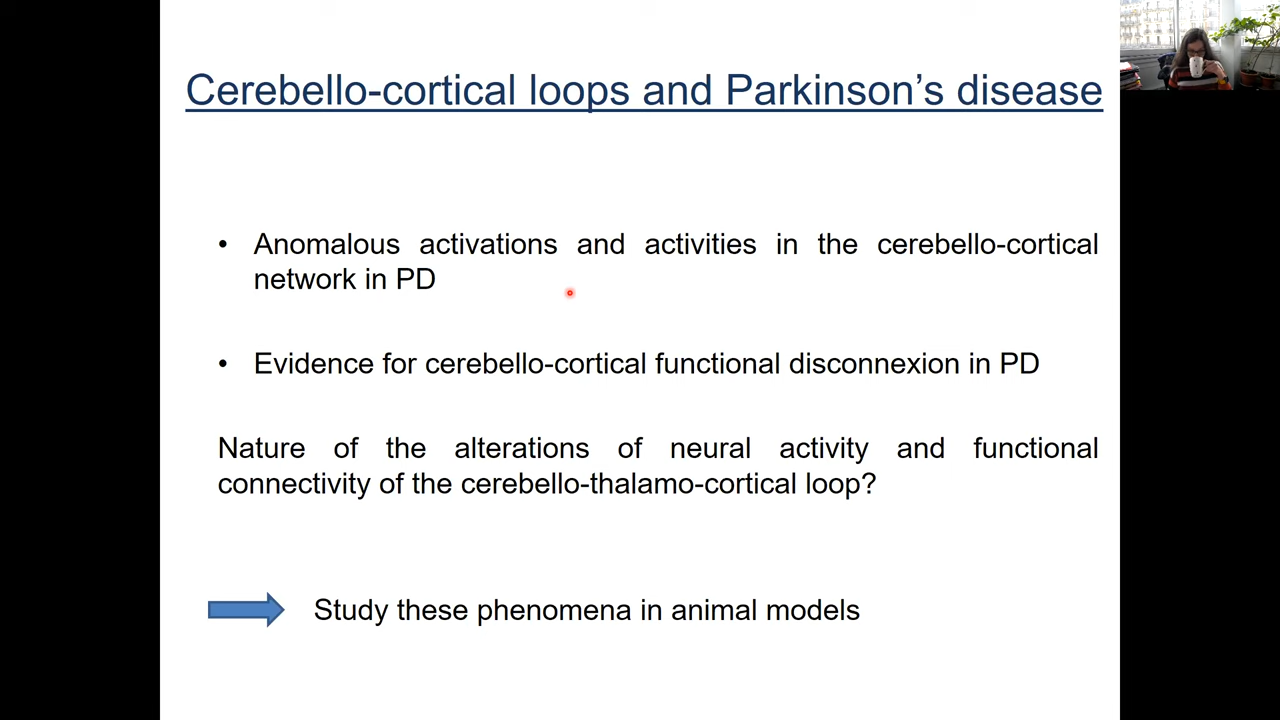 Cerebello-cortical loops and Parkinson's disease
• Anomalous activations and activities in the cerebello-cortical
network in PD
• Evidence for cerebello-cortical functional disconnexion in PD
Nature of the alterations of neural activity and functional
connectivity of the cerebello-thalamo-cortical loop?
Study these phenomena in animal models